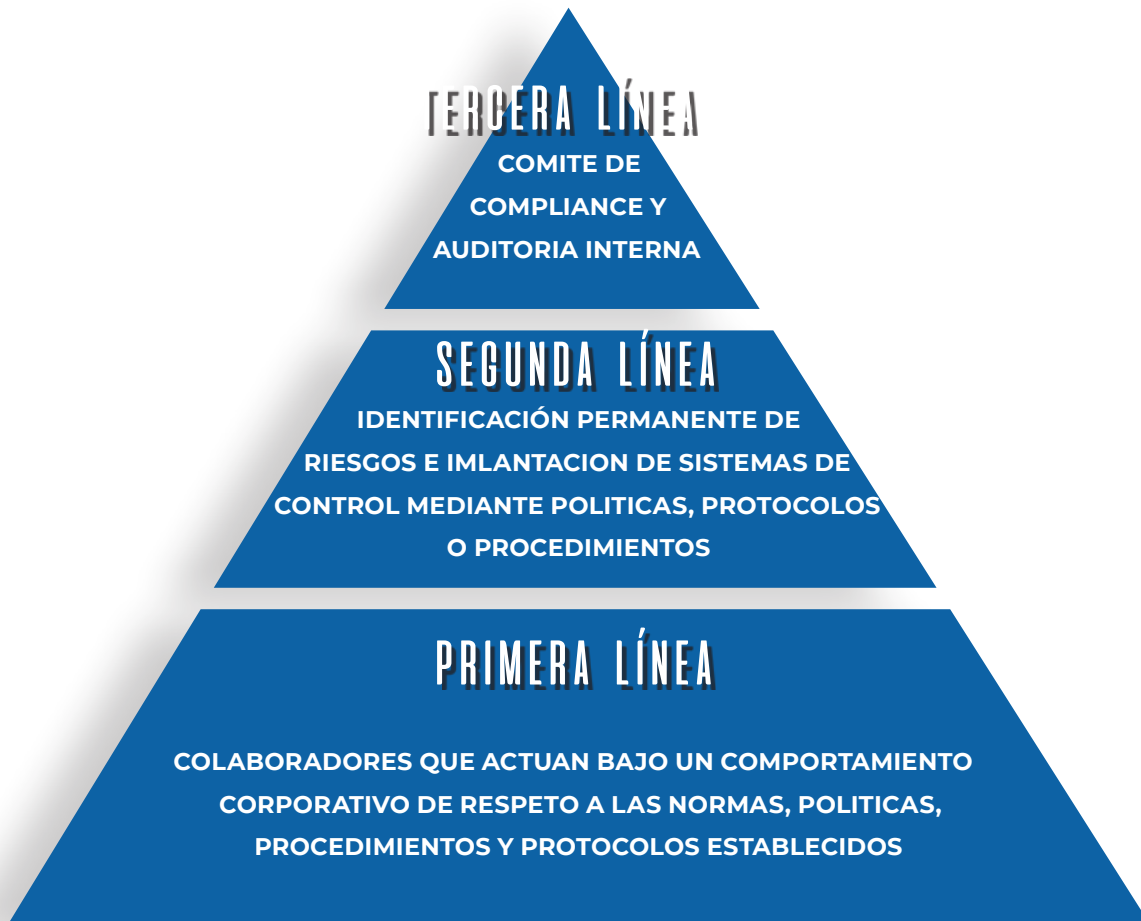 TERCERA LÍNEA
COMITE DE
COMPLIANCE Y
AUDITORIA INTERNA
SEGUNDA LÍNEA
IDENTIFICACIÓN PERMANENTE DE
RIESGOS E IMLANTACION DE SISTEMAS DE
CONTROL MEDIANTE POLITICAS, PROTOCOLOS
O PROCEDIMIENTOS
PRIMERA LÍNEA
COLABORADORES QUE ACTUAN BAJO UN COMPORTAMIENTO
CORPORATIVO DE RESPETO A LAS NORMAS, POLITICAS,
PROCEDIMIENTOS Y PROTOCOLOS ESTABLECIDOS